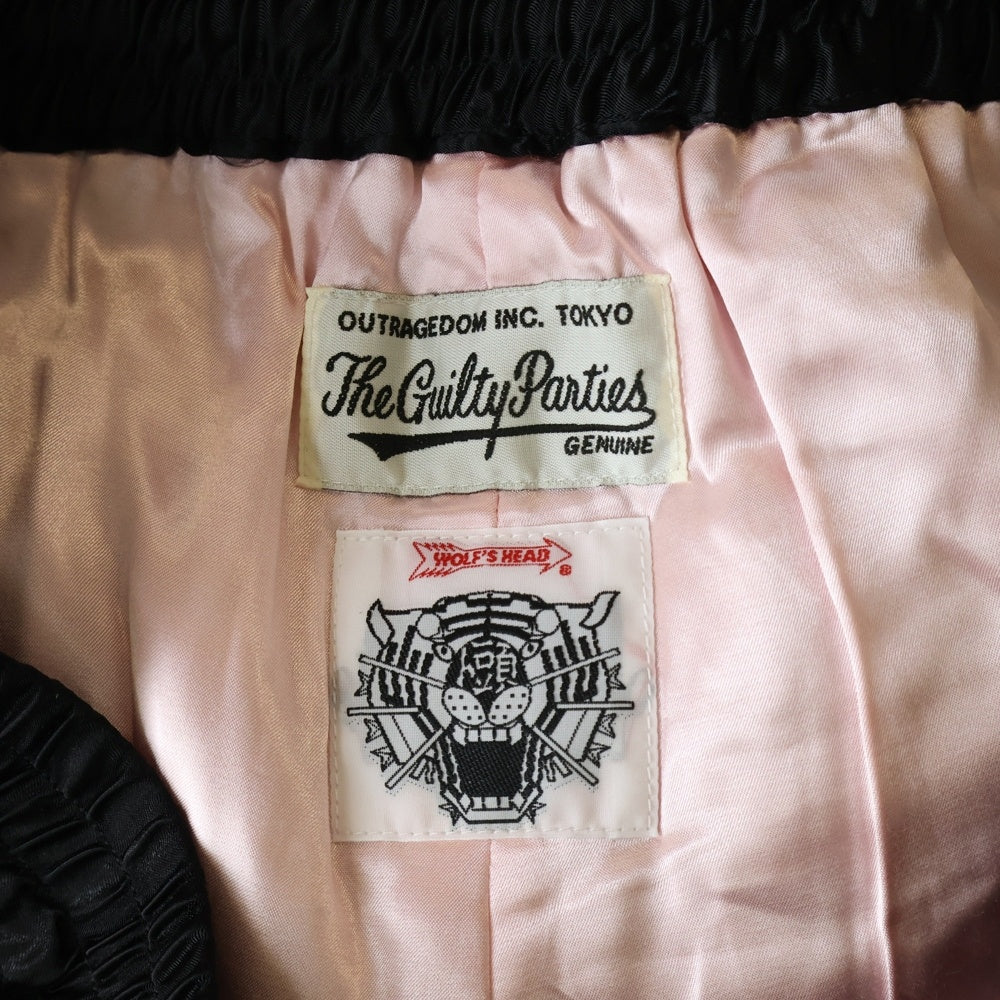 OUTRAGEDOM INC. TOKYO
The Guilty Parties
GENUINE
WOLF'S HEAD
®